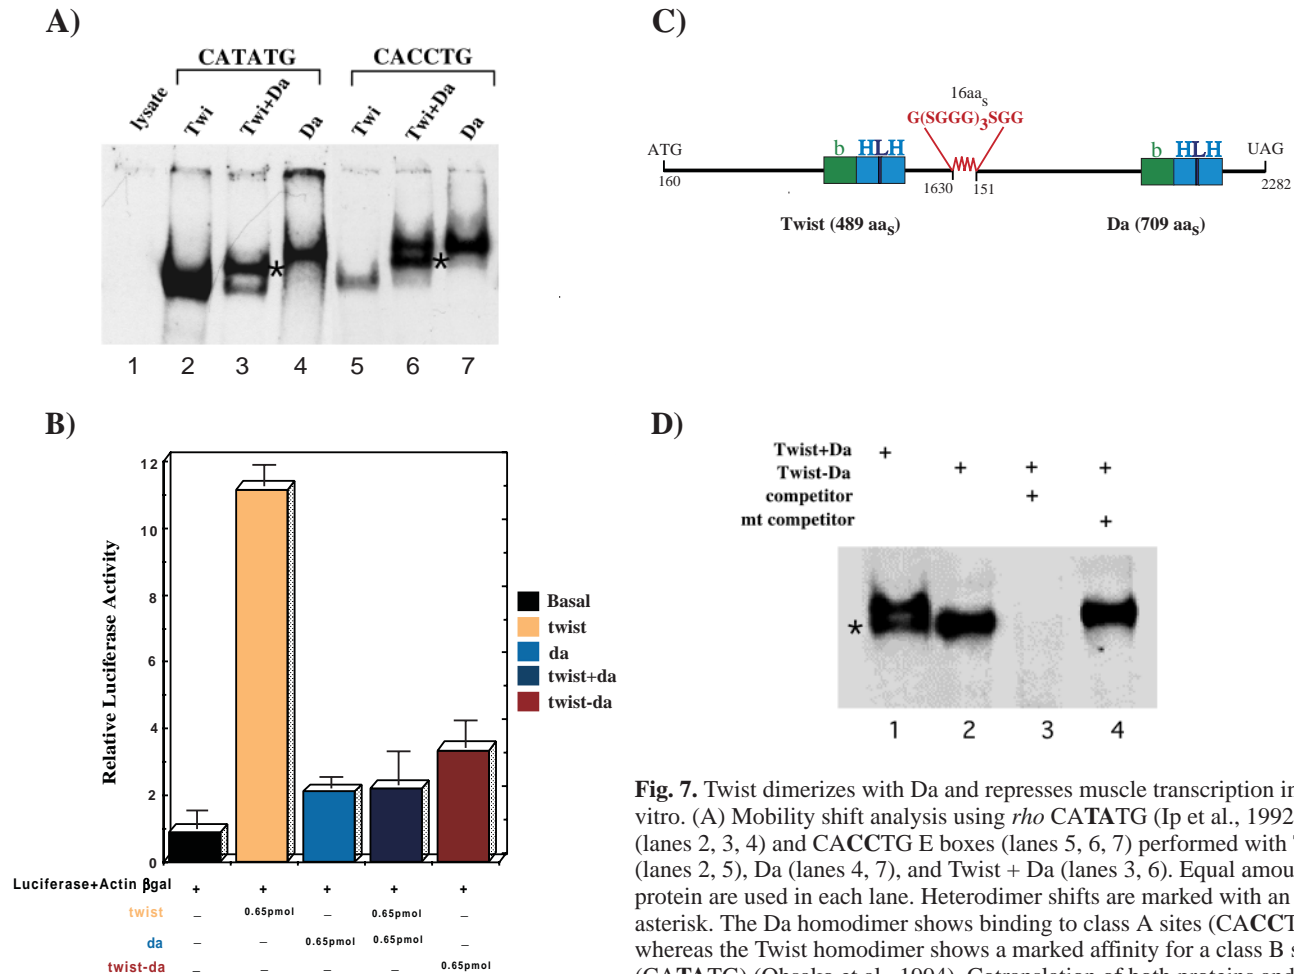 A)
CATATG CACCTG
lysate Twi Twi+Da Da Twi Twi+Da Da
*
*
1 2 3 4 5 6 7
B)
Relative Luciferase Activity
12
10
8
6
4
2
0
Basal
twist
da
twist+da
twist-da
Luciferase+Actin βgal + + + + +
twist – 0.65pmol – 0.65pmol –
da – – 0.65pmol 0.65pmol –
twist-da – – – – 0.65pmol
C)
16aas
G(SGGG)3SGG
ATG b HLH b HLH UAG
160 1630 151 2282
Twist (489 aas) Da (709 aas)
D)
Twist+Da +
Twist-Da + + +
competitor +
mt competitor +
*
1 2 3 4
Fig. 7. Twist dimerizes with Da and represses muscle transcription in
vitro. (A) Mobility shift analysis using rho CATATG (Ip et al., 1992
(lanes 2, 3, 4) and CACCTG E boxes (lanes 5, 6, 7) performed with
(lanes 2, 5), Da (lanes 4, 7), and Twist + Da (lanes 3, 6). Equal amou
protein are used in each lane. Heterodimer shifts are marked with an
asterisk. The Da homodimer shows binding to class A sites (CACCT
whereas the Twist homodimer shows a marked affinity for a class B s